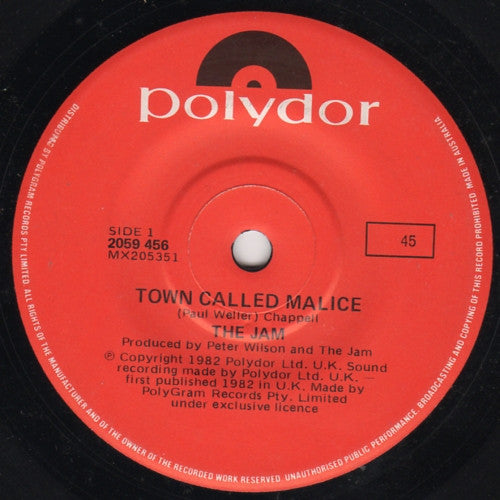 polydor
SIDE 1
2059 456
MX205351
45
TOWN CALLED MALICE
(Paul Weller) Chappell
THE JAM
Produced by Peter Wilson and The Jam
℗ Copyright 1982 Polydor Ltd. U.K. Sound
recording made by Polydor Ltd. U.K. —
first published 1982 in U.K. Made by
PolyGram Records Pty. Limited
under exclusive licence
DISTRIBUTED BY POLYGRAM RECORDS PTY LIMITED. ALL RIGHTS OF THE MANUFACTURER AND OF THE OWNER OF THE RECORDED WORK RESERVED. UNAUTHORISED PUBLIC PERFORMANCE, BROADCASTING AND COPYING OF THIS RECORD PROHIBITED MADE IN AUSTRALIA